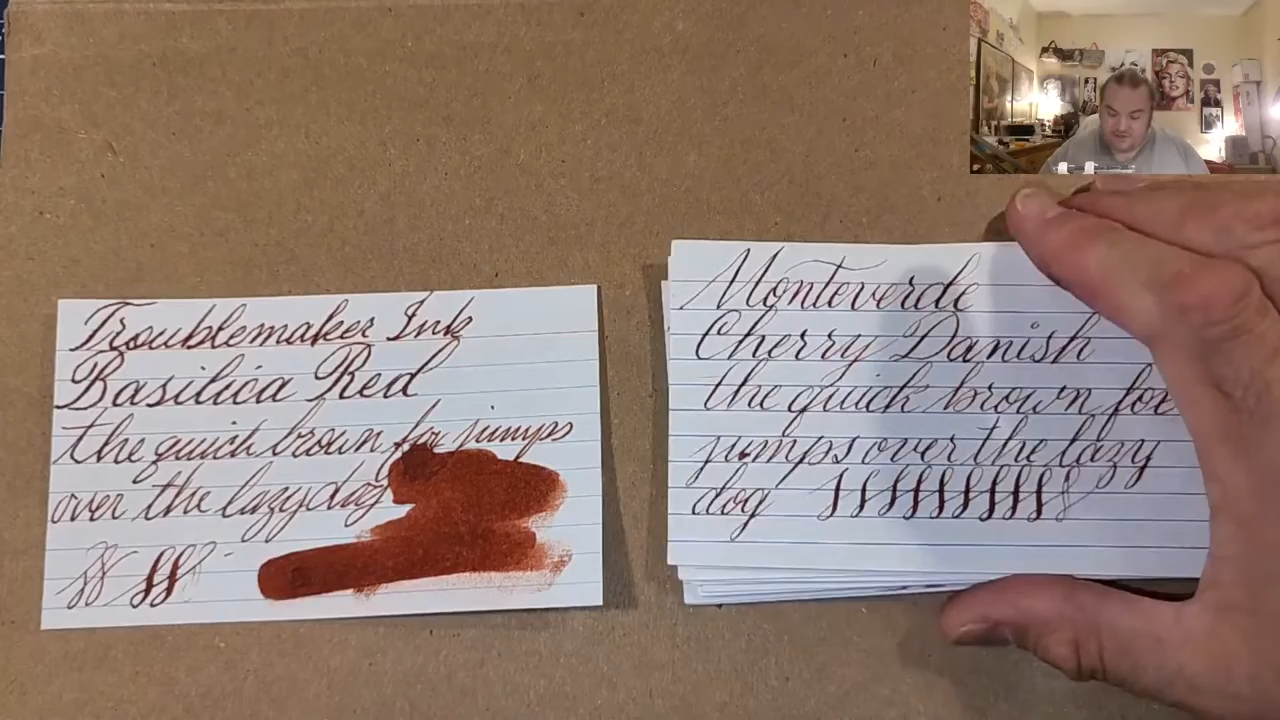 Troublemaker Ink
Basilica Red
the quick brown fox jumps
over the lazy dog
Monteverde
Cherry Danish
the quick brown fox
jumps over the lazy
dog